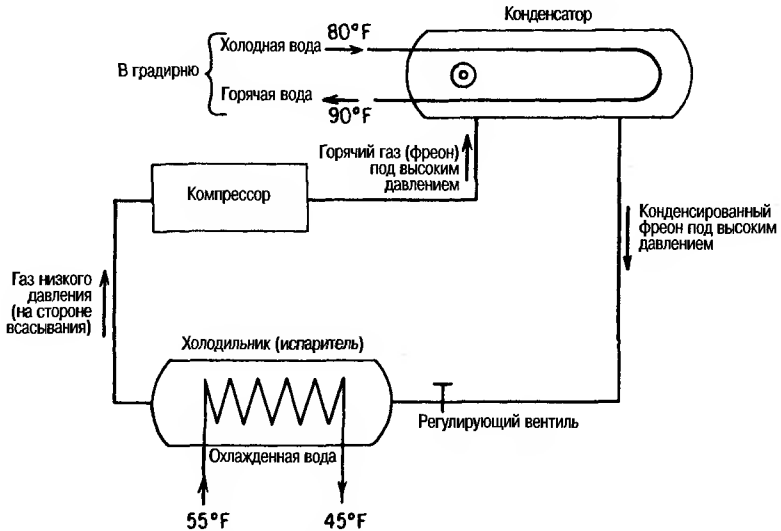 Конденсатор
80°F
Холодная вода
В градирню
Горячая вода
90°F
Горячий газ (фреон)
под высоким
давлением
Компрессор
Конденсированный
фреон под высоким
давлением
Газ низкого
давления
(на стороне
всасывания)
Холодильник (испаритель)
Регулирующий вентиль
Охлажденная вода
55°F
45°F